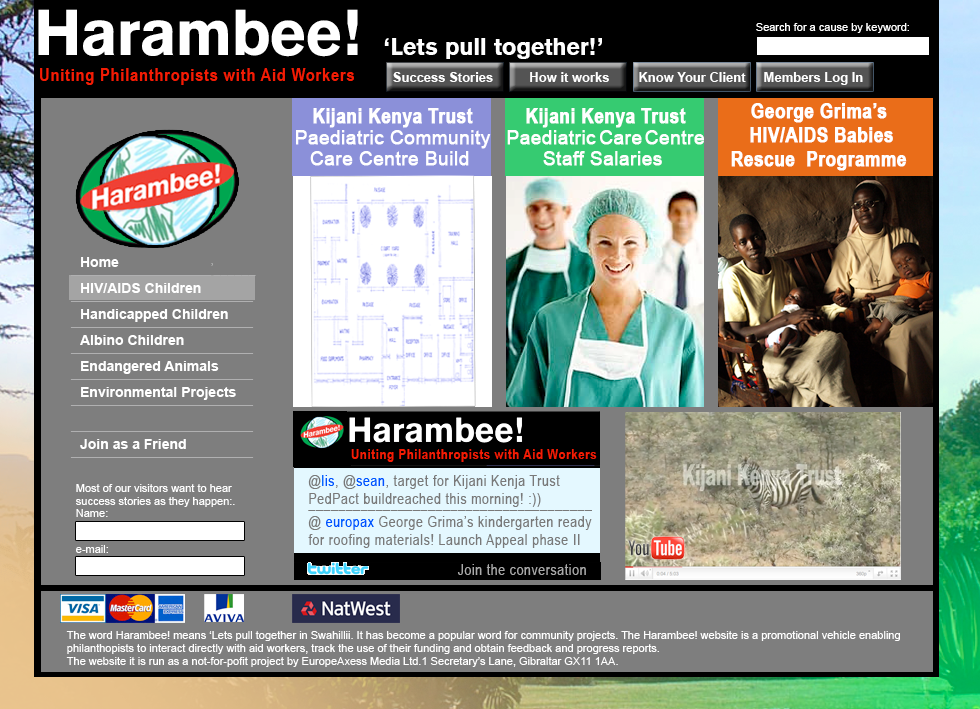 Harambee!
'Lets pull together!'
Search for a cause by keyword:
Uniting Philanthropists with Aid Workers
Success Stories
How it works
Know Your Client
Members Log In
Kijani Kenya Trust
Paediatric Community
Care Centre Build
Kijani Kenya Trust
Paediatric Care Centre
Staff Salaries
George Grima's
HIV/AIDS Babies
Rescue Programme
Harambee!
Home
HIV/AIDS Children
Handicapped Children
Albino Children
Endangered Animals
Environmental Projects
Join as a Friend
Most of our visitors want to hear
success stories as they happen:.
Name:
e-mail:
Harambee!
Harambee!
Uniting Philanthropists with Aid Workers
@lis, @sean, target for Kijani Kenja Trust
PedPact buildreached this morning! :))
@ europax George Grima's kindergarten ready
for roofing materials! Launch Appeal phase II
twitter
Join the conversation
Kijani Kenya Trust
You Tube
VISA
MasterCard
AMERICAN EXPRESS
AVIVA
NatWest
The word Harambee! means 'Lets pull together in Swahillii. It has become a popular word for community projects. The Harambee! website is a promotional vehicle enabling
philanthopists to interact directly with aid workers, track the use of their funding and obtain feedback and progress reports.
The website it is run as a not-for-pofit project by EuropeAxess Media Ltd.1 Secretary's Lane, Gibraltar GX11 1AA.